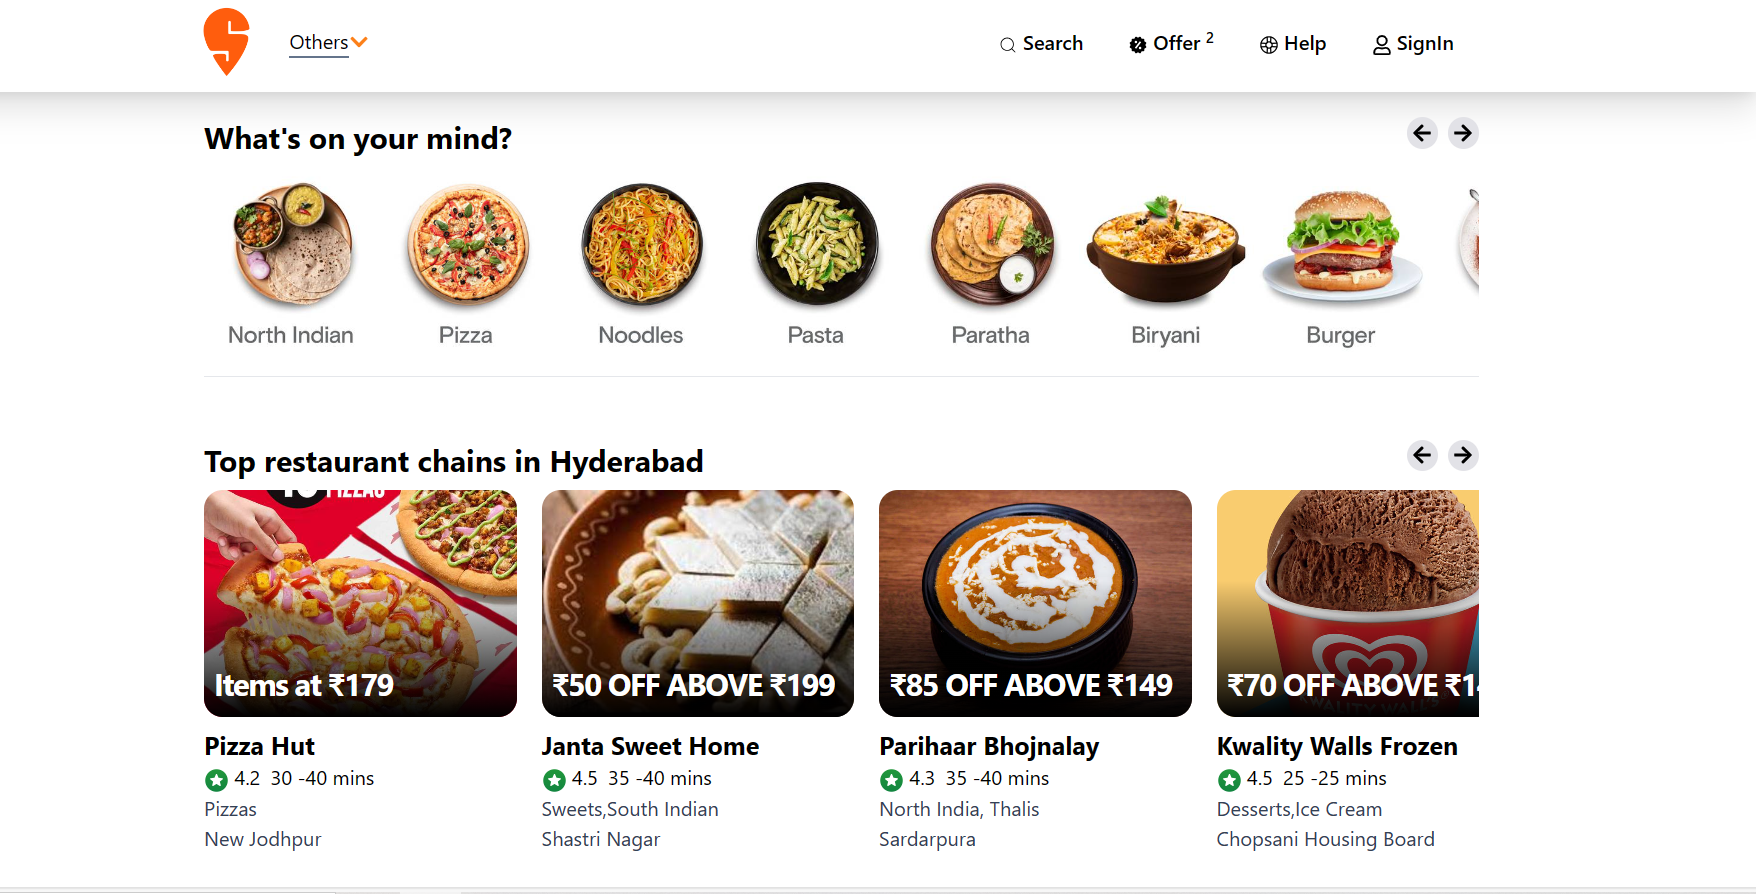 Others
Search
Offer 2
Help
SignIn
What's on your mind?
North Indian
Pizza
Noodles
Pasta
Paratha
Biryani
Burger
Top restaurant chains in Hyderabad
PIZZAS
Items at ₹179
₹50 OFF ABOVE ₹199
₹85 OFF ABOVE ₹149
₹70 OFF ABOVE
KWALITY WALL'S
Pizza Hut
4.2 30 -40 mins
Pizzas
New Jodhpur
Janta Sweet Home
4.5 35 -40 mins
Sweets,South Indian
Shastri Nagar
Parihaar Bhojnalay
4.3 35 -40 mins
North India, Thalis
Sardarpura
Kwality Walls Frozen
4.5 25 -25 mins
Desserts,Ice Cream
Chopsani Housing Board